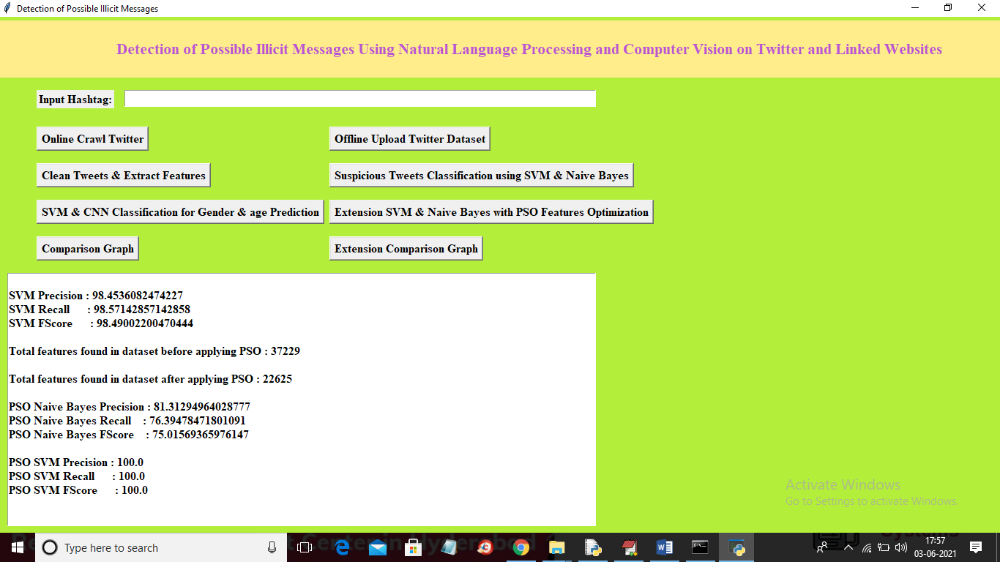 Detection of Possible Illicit Messages
Detection of Possible Illicit Messages Using Natural Language Processing and Computer Vision on Twitter and Linked Websites
Input Hashtag:
Online Crawl Twitter
Offline Upload Twitter Dataset
Clean Tweets & Extract Features
Suspicious Tweets Classification using SVM & Naive Bayes
SVM & CNN Classification for Gender & age Prediction
Extension SVM & Naive Bayes with PSO Features Optimization
Comparison Graph
Extension Comparison Graph
SVM Precision : 98.4536082474227
SVM Recall : 98.57142857142858
SVM FScore : 98.49002200470444
Total features found in dataset before applying PSO : 37229
Total features found in dataset after applying PSO : 22625
PSO Naive Bayes Precision : 81.31294964028777
PSO Naive Bayes Recall : 76.39478471801091
PSO Naive Bayes FScore : 75.01569365976147
PSO SVM Precision : 100.0
PSO SVM Recall : 100.0
PSO SVM FScore : 100.0
Activate Windows
Go to Settings to activate Windows.
Type here to search
17:57
03-06-2021